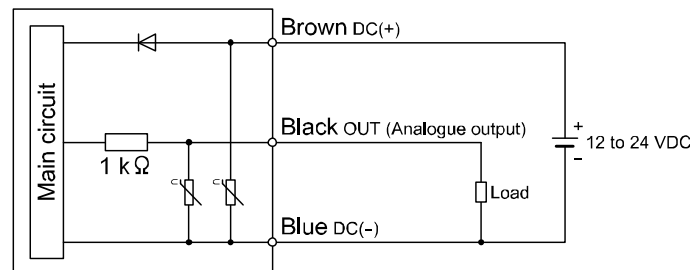 Brown DC(+)
Main circuit
1 kΩ
Black OUT (Analogue output)
+
12 to 24 VDC
−
Load
Blue DC(−)